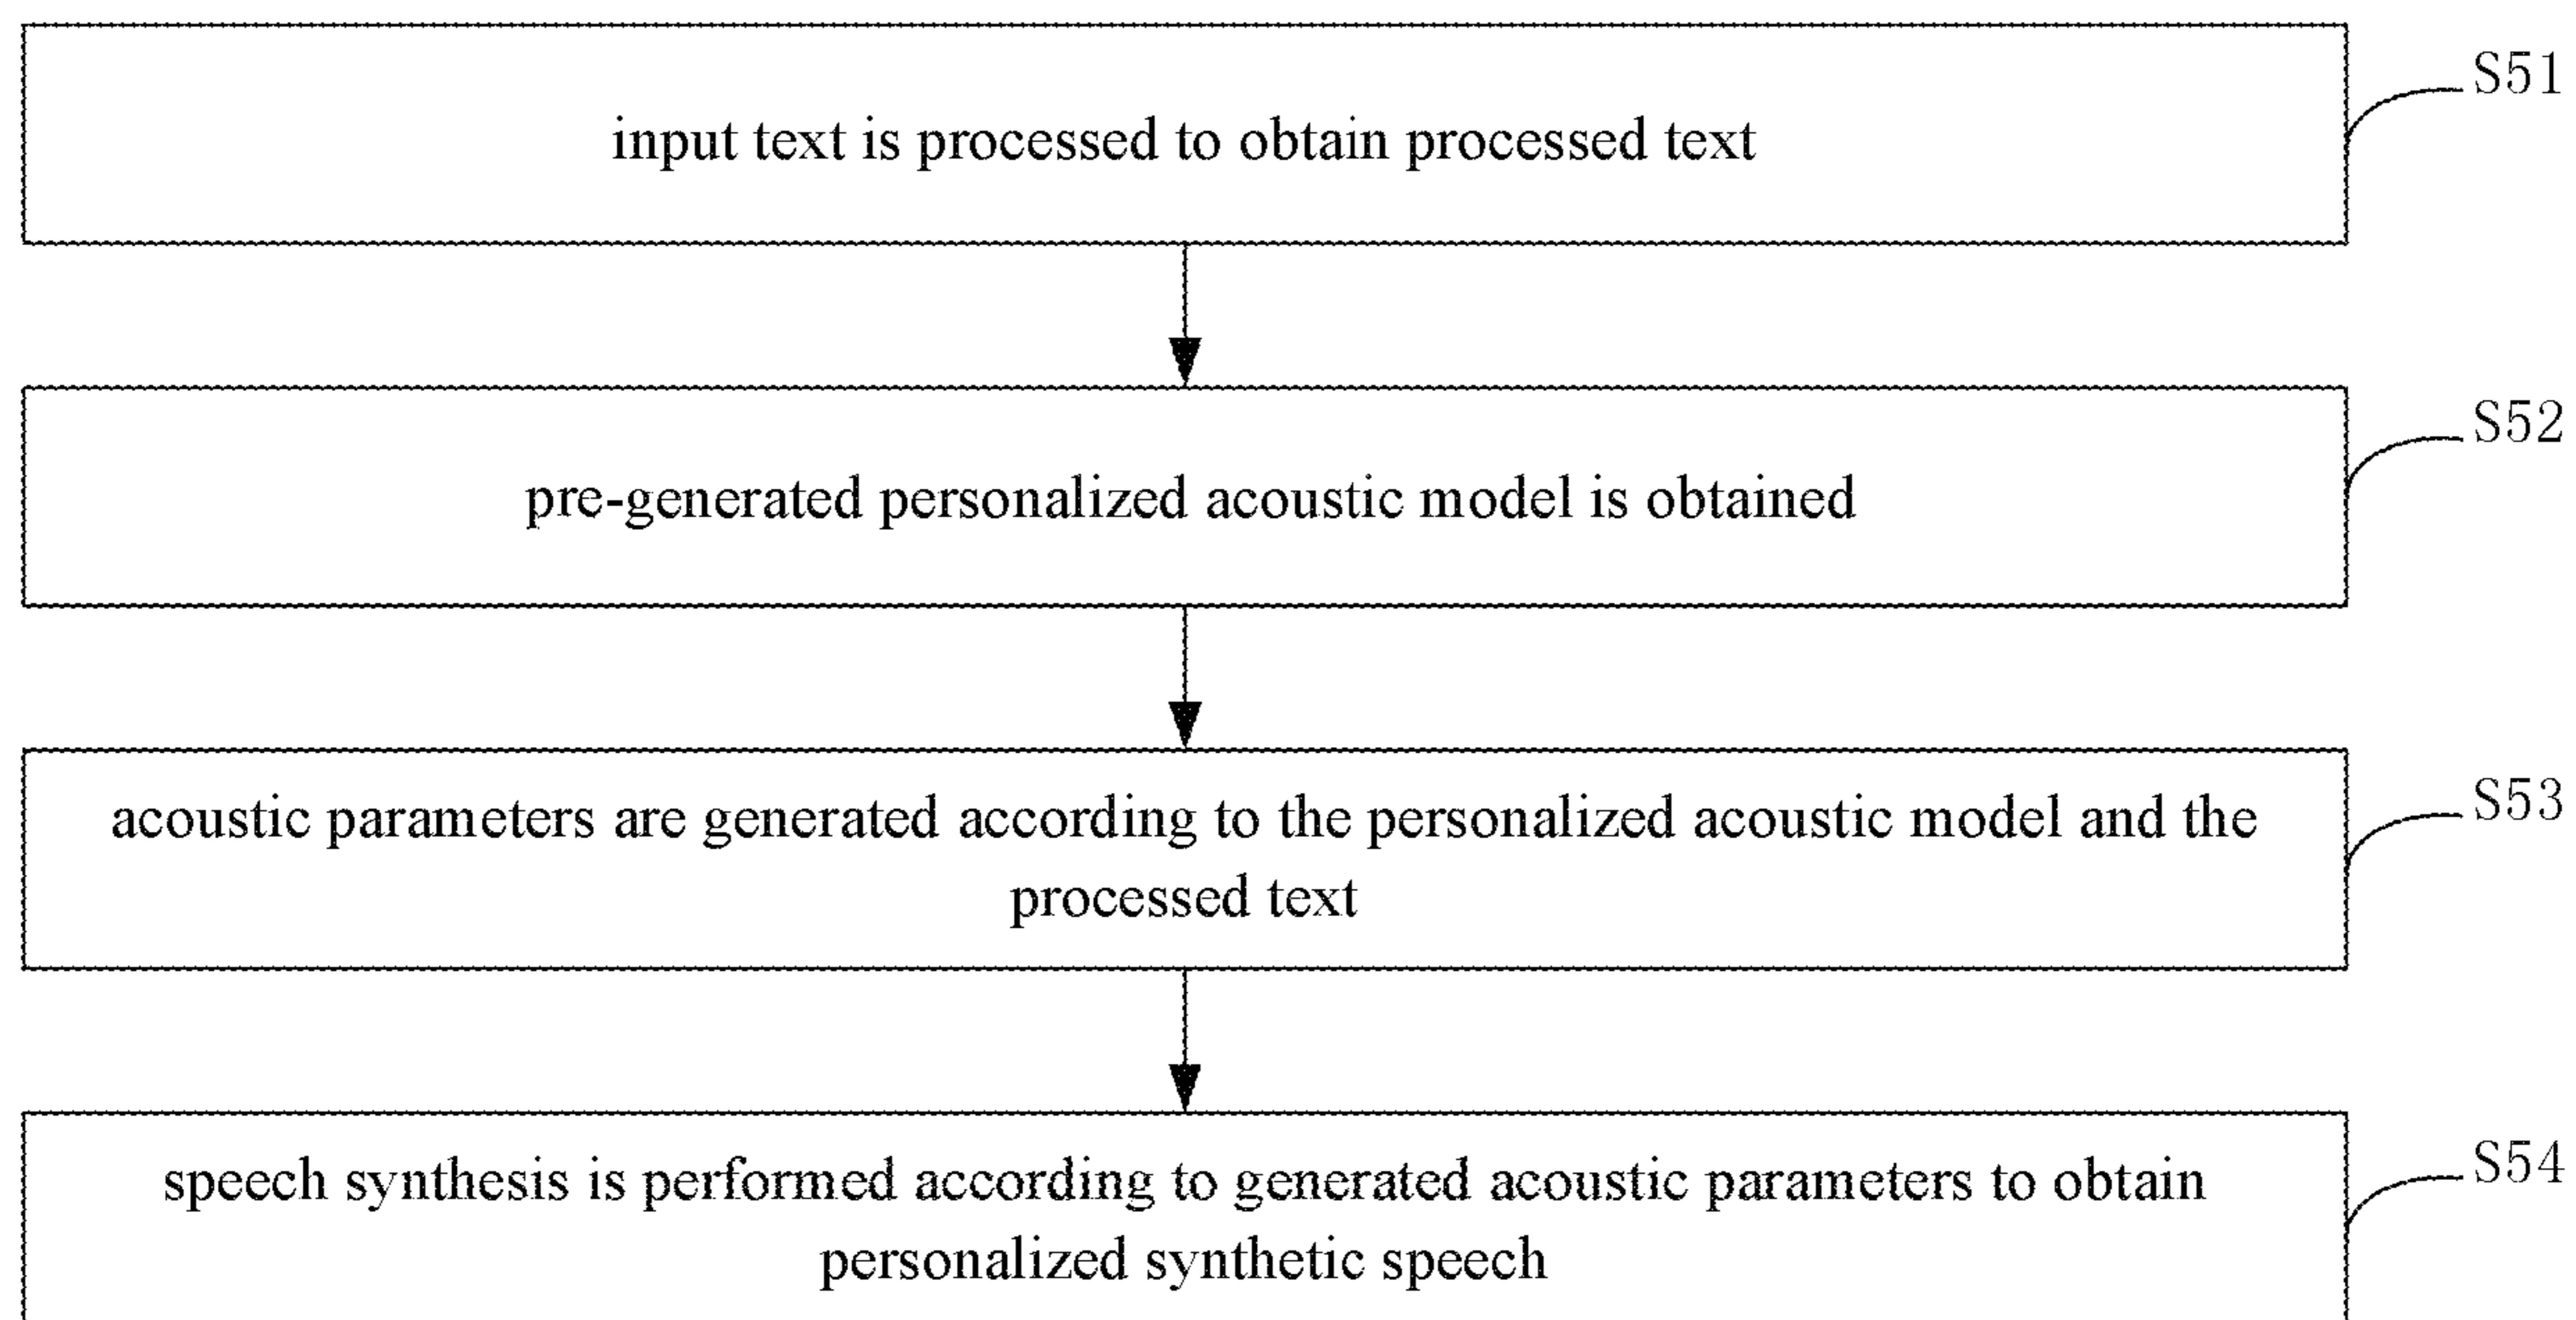 S51
input text is processed to obtain processed text
S52
pre-generated personalized acoustic model is obtained
S53
acoustic parameters are generated according to the personalized acoustic model and the
processed text
S54
speech synthesis is performed according to generated acoustic parameters to obtain
personalized synthetic speech